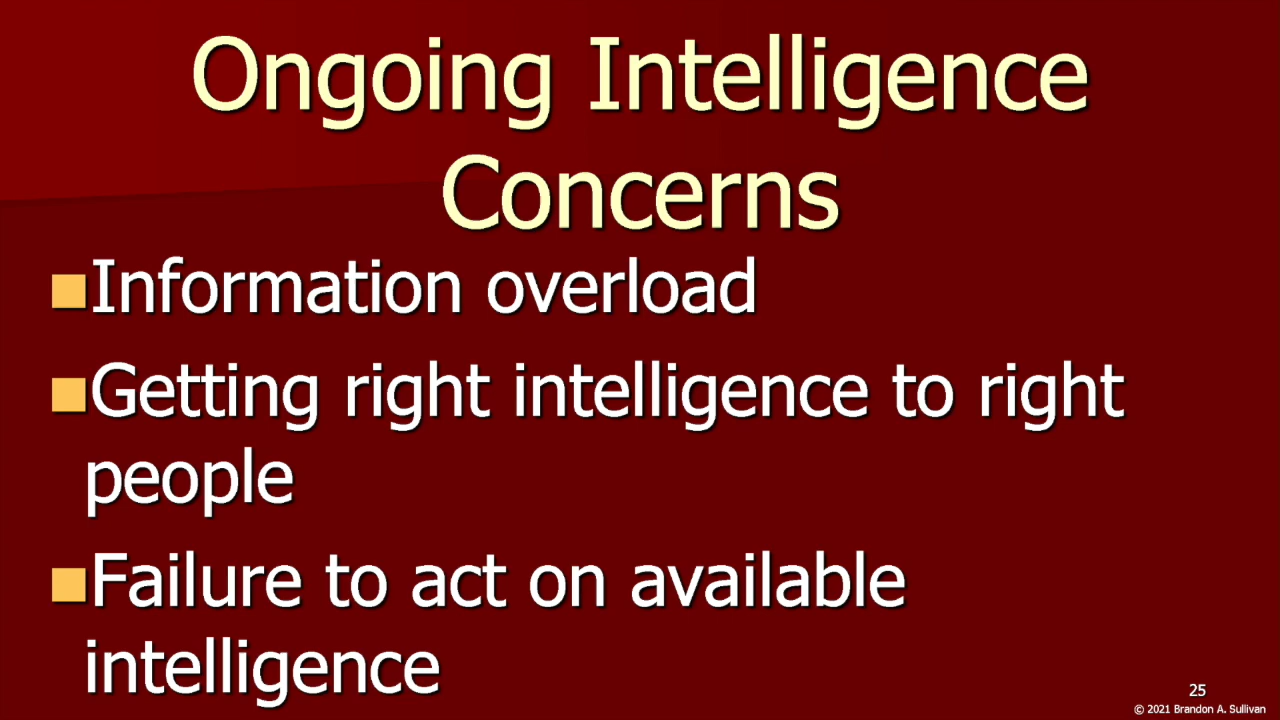 Ongoing Intelligence
Concerns
Information overload
Getting right intelligence to right
people
Failure to act on available
intelligence
25
© 2021 Brandon A. Sullivan